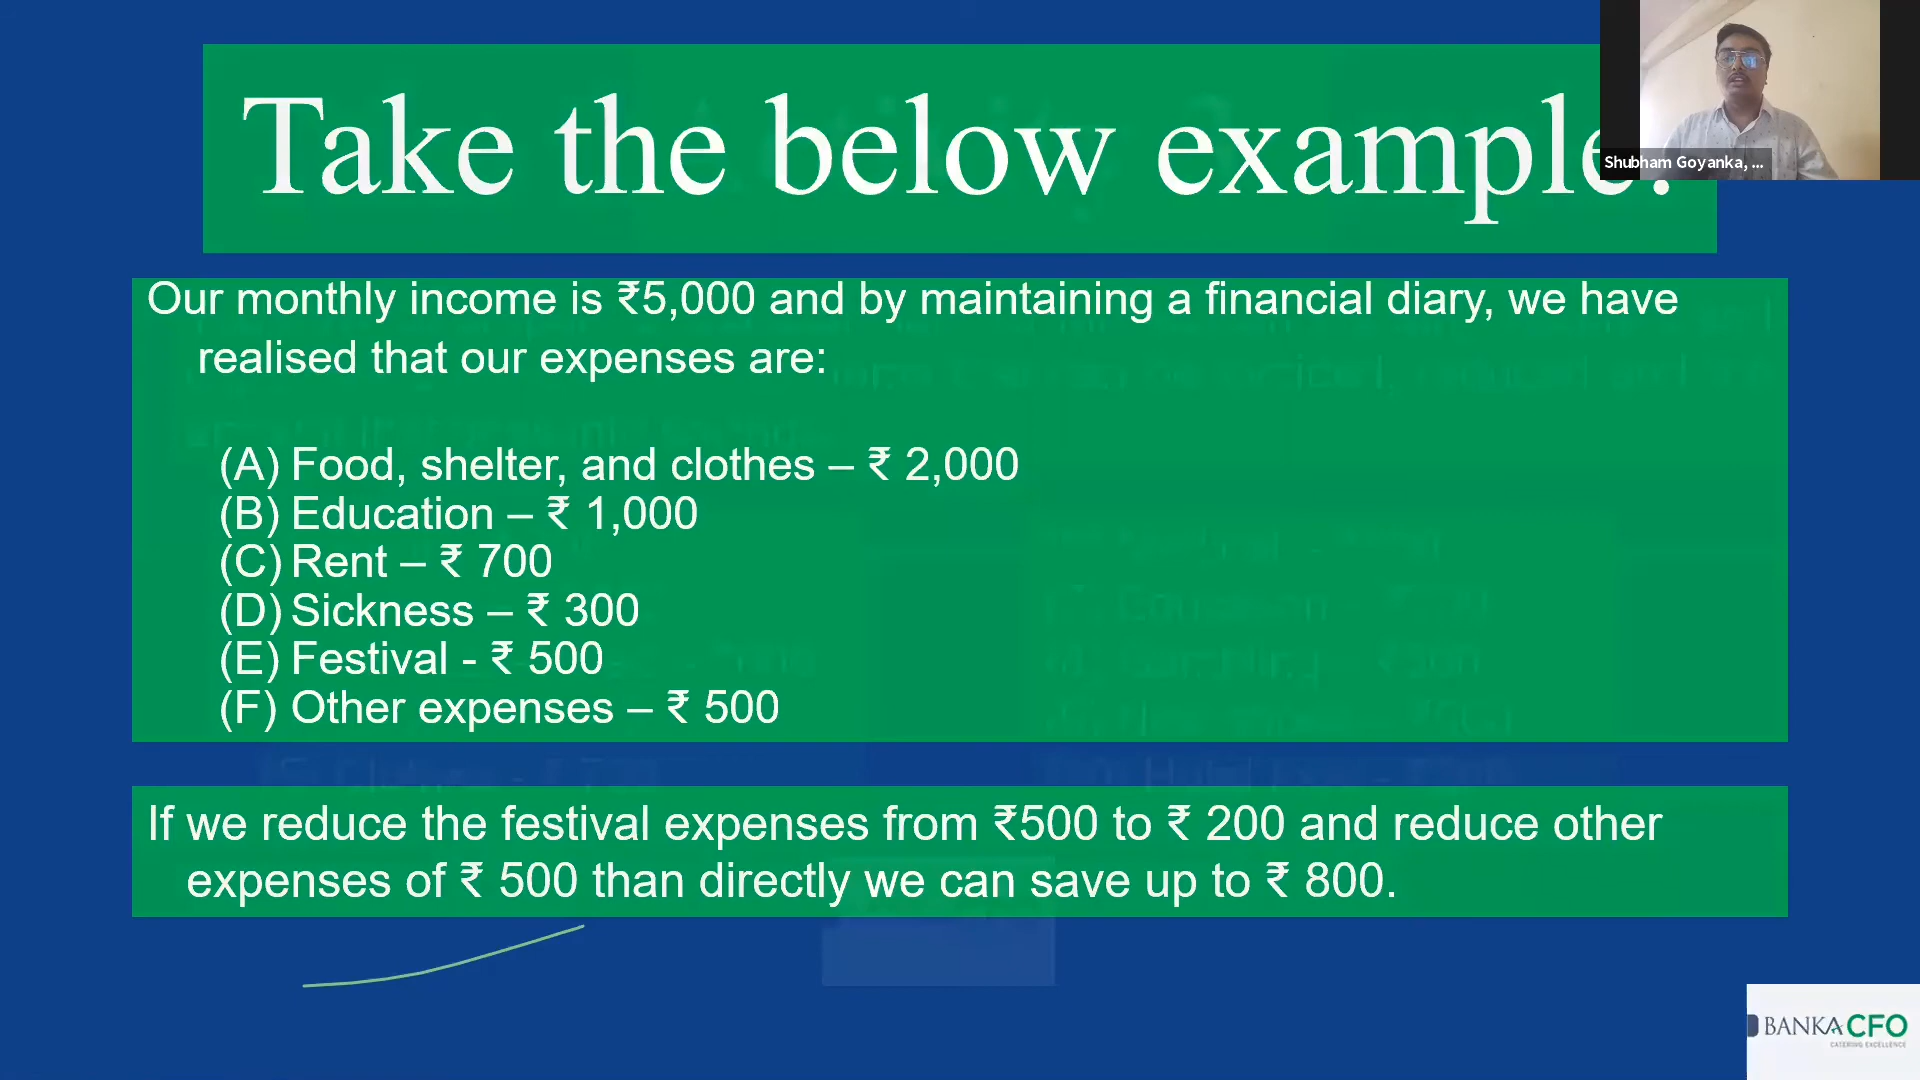 Take the below example.
Shubham Goyanka, ...
Our monthly income is ₹5,000 and by maintaining a financial diary, we have
realised that our expenses are:
(A) Food, shelter, and clothes – ₹ 2,000
(B) Education – ₹ 1,000
(C) Rent – ₹ 700
(D) Sickness – ₹ 300
(E) Festival - ₹ 500
(F) Other expenses – ₹ 500
If we reduce the festival expenses from ₹500 to ₹ 200 and reduce other
expenses of ₹ 500 than directly we can save up to ₹ 800.
BANKA CFO
CATERING EXCELLENCE